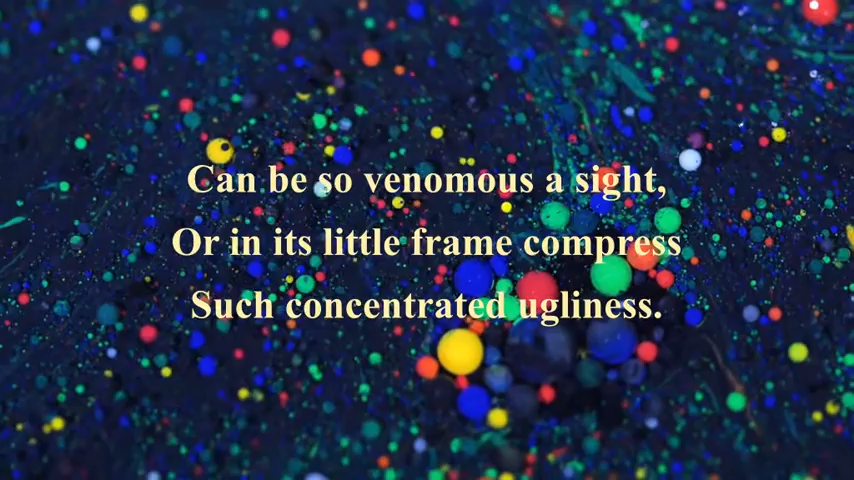 Can be so venomous a sight,
Or in its little frame compress
Such concentrated ugliness.